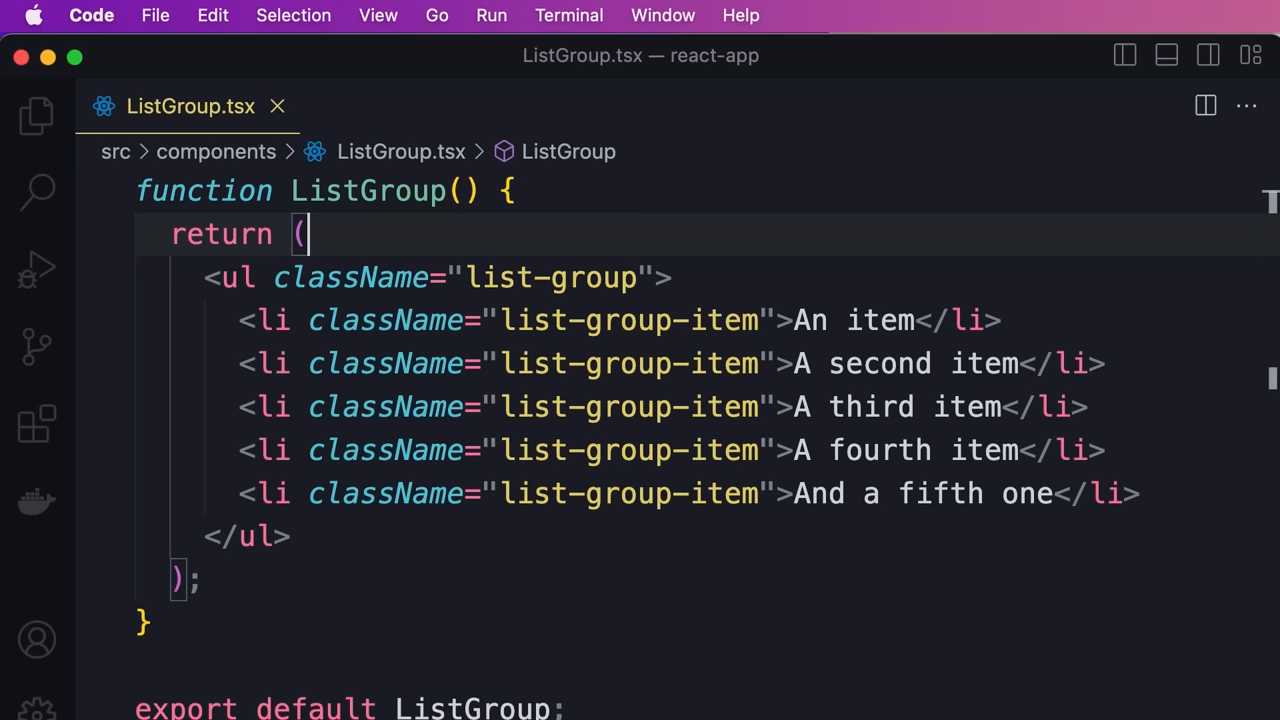 Code File Edit Selection View Go Run Terminal Window Help
ListGroup.tsx — react-app
ListGroup.tsx
src > components > ListGroup.tsx > ListGroup
function ListGroup() {
  return (
    <ul className="list-group">
      <li className="list-group-item">An item</li>
      <li className="list-group-item">A second item</li>
      <li className="list-group-item">A third item</li>
      <li className="list-group-item">A fourth item</li>
      <li className="list-group-item">And a fifth one</li>
    </ul>
  );
}
export default ListGroup;